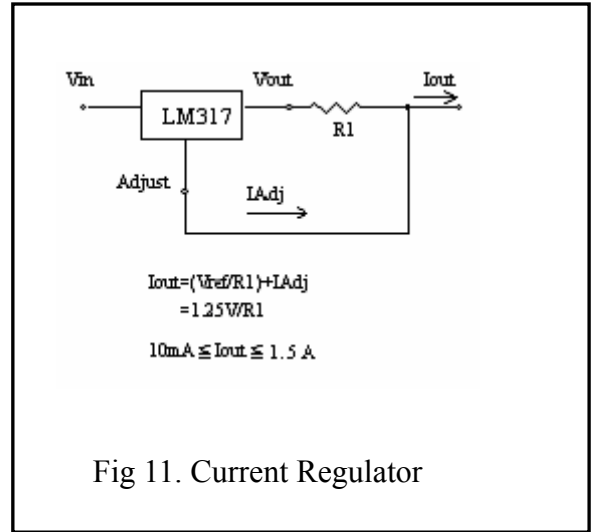 Vin Vout Iout
LM317
R1
Adjust
IAdj
Iout=(Vref/R1)+IAdj
=1.25V/R1
10mA ≦ Iout ≦ 1.5 A
Fig 11. Current Regulator